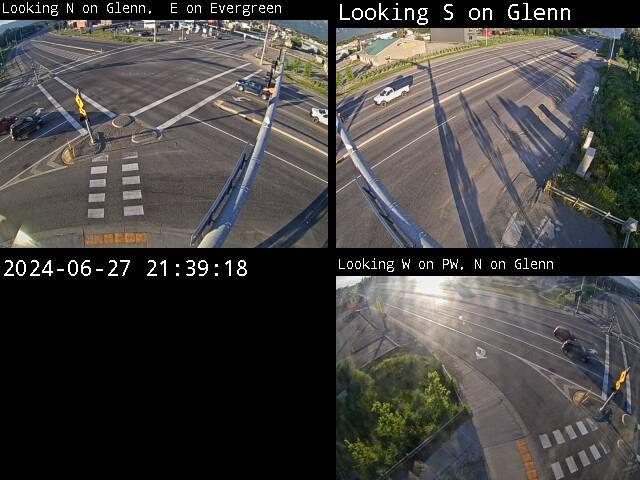 Looking N on Glenn,  E on Evergreen
Looking S on Glenn
2024-06-27 21:39:18
Looking W on PW, N on Glenn